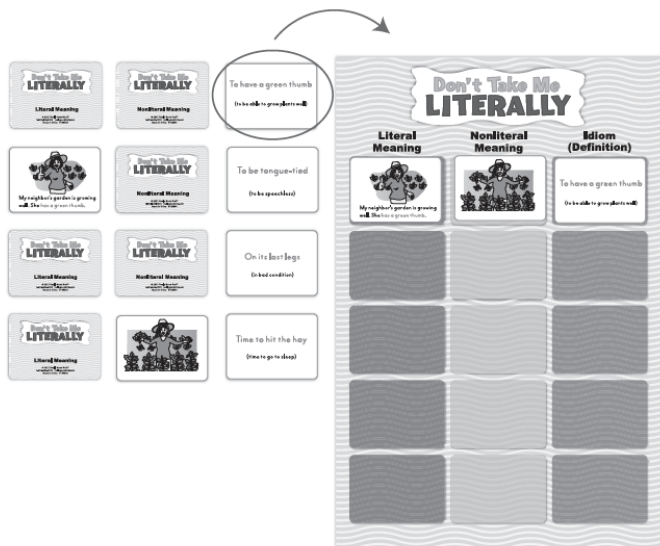 Don't Take Me
LITERALLY
Literal Meaning
Don't Take Me
LITERALLY
Nonliteral Meaning
To have a green thumb
(to be able to grow plants well)
My neighbor's garden is growing
well. She has a green thumb.
Don't Take Me
LITERALLY
Nonliteral Meaning
To be tongue-tied
(to be speechless)
Don't Take Me
LITERALLY
Literal Meaning
Don't Take Me
LITERALLY
Nonliteral Meaning
On its last legs
(in bad condition)
Don't Take Me
LITERALLY
Literal Meaning
Time to hit the hay
(time to go to sleep)
Don't Take Me
LITERALLY
Literal
Meaning
Nonliteral
Meaning
Idiom
(Definition)
My neighbor's garden is growing
well. She has a green thumb.
To have a green thumb
(to be able to grow plants well)